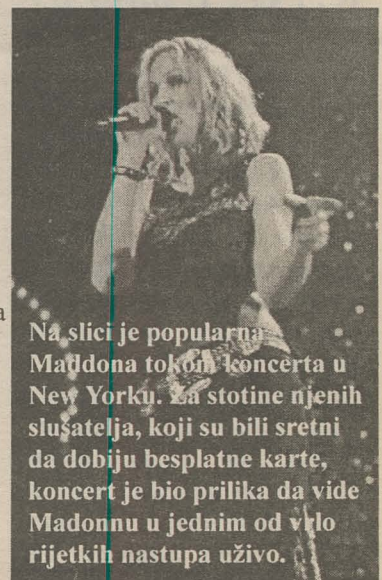 a
Na slici je popularna
Maddona tokom koncerta u
New Yorku. Za stotine njenih
slušatelja, koji su bili sretni
da dobiju besplatne karte,
koncert je bio prilika da vide
Madonnu u jednim od vrlo
rijetkih nastupa uživo.